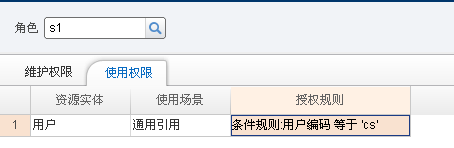 角色 s1
维护权限 使用权限
资源实体 使用场景 授权规则
1 用户 通用引用 条件规则:用户编码 等于 'cs'